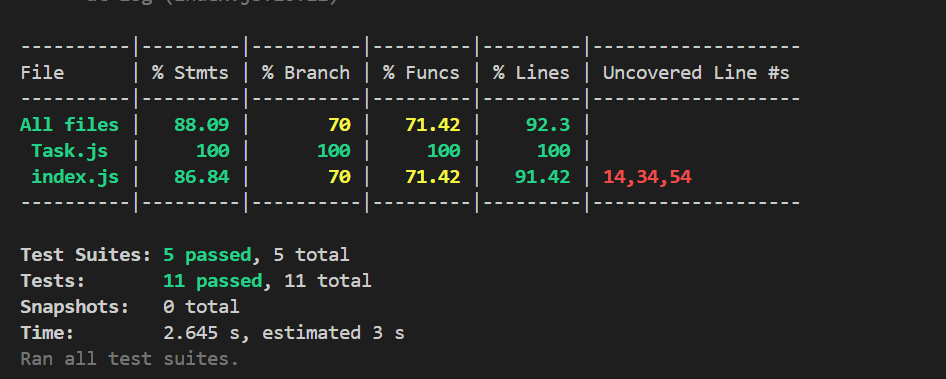 ----------|---------|----------|---------|---------|-------------------
File      | % Stmts | % Branch | % Funcs | % Lines | Uncovered Line #s
----------|---------|----------|---------|---------|-------------------
All files |   88.09 |       70 |   71.42 |    92.3 |
 Task.js  |     100 |      100 |     100 |     100 |
 index.js |   86.84 |       70 |   71.42 |   91.42 | 14,34,54
----------|---------|----------|---------|---------|-------------------
Test Suites: 5 passed, 5 total
Tests:       11 passed, 11 total
Snapshots:   0 total
Time:        2.645 s, estimated 3 s
Ran all test suites.